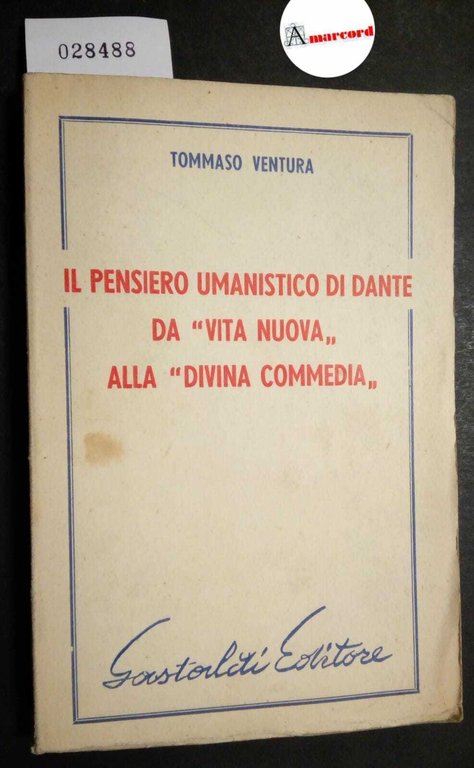 028488
Amarcord
TOMMASO VENTURA
IL PENSIERO UMANISTICO DI DANTE
DA "VITA NUOVA„
ALLA "DIVINA COMMEDIA„
Gastaldi Editore